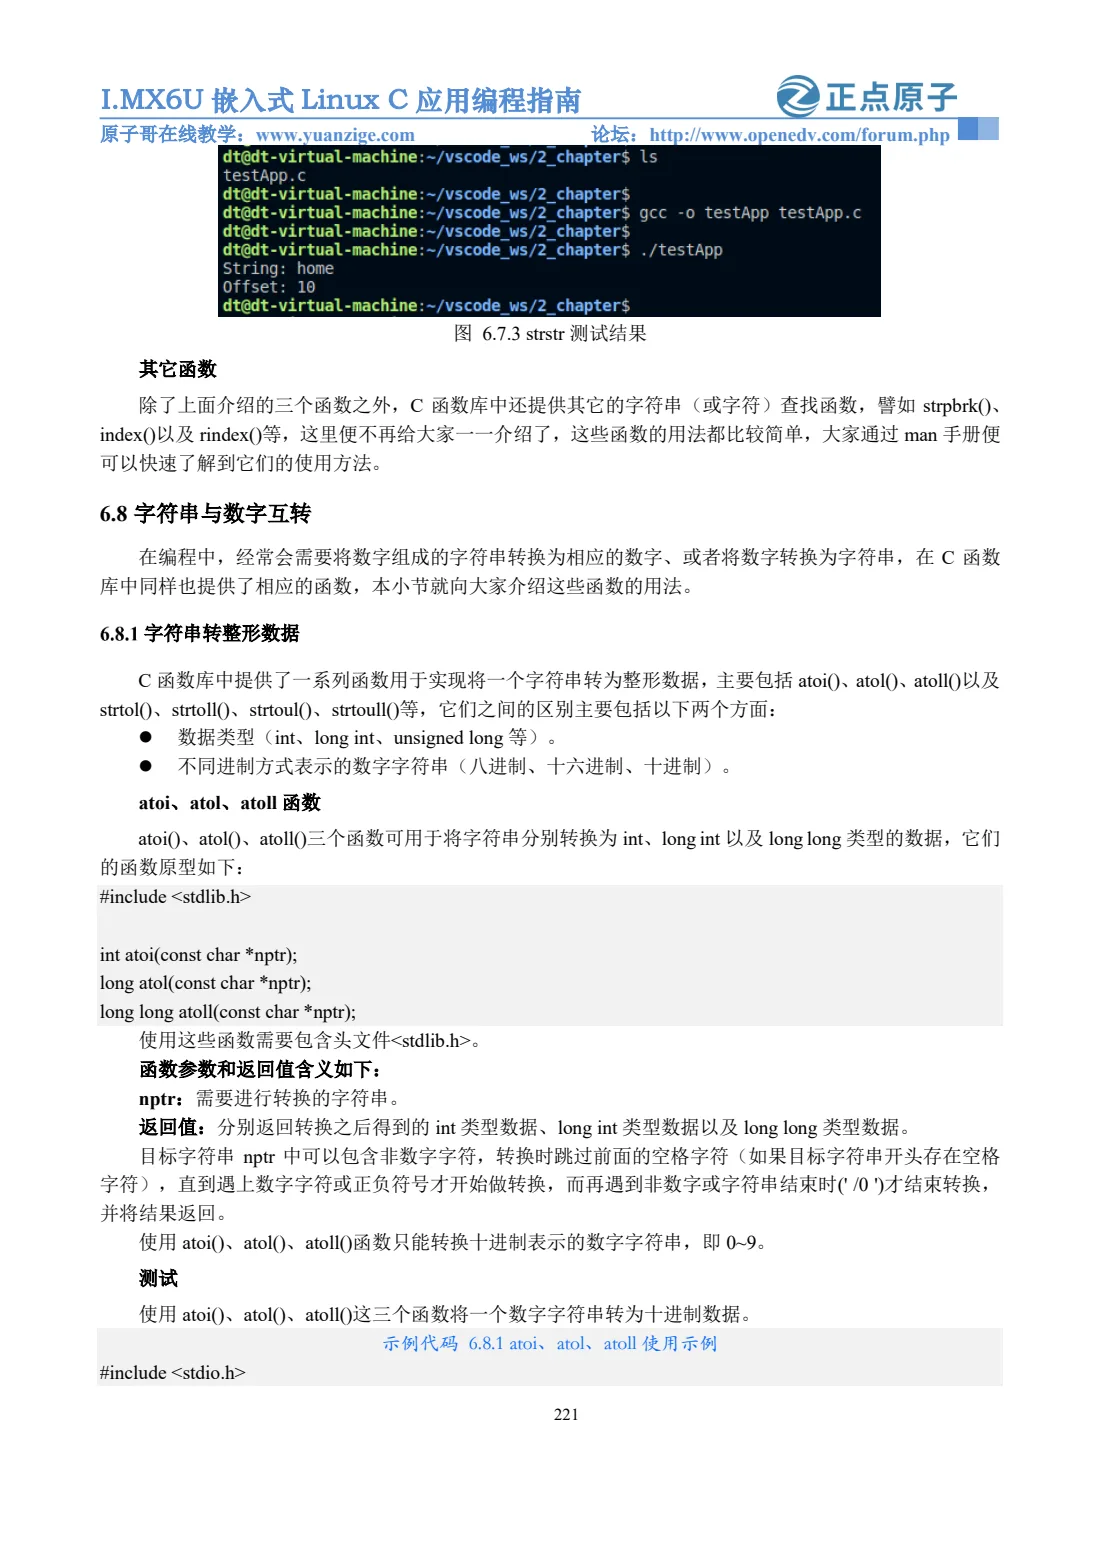 I.MX6U 嵌入式 Linux C 应用编程指南
正点原子
原子哥在线教学：www.yuanzige.com 论坛：http://www.openedv.com/forum.php
dt@dt-virtual-machine:~/vscode_ws/2_chapter$ ls
testApp.c
dt@dt-virtual-machine:~/vscode_ws/2_chapter$
dt@dt-virtual-machine:~/vscode_ws/2_chapter$ gcc -o testApp testApp.c
dt@dt-virtual-machine:~/vscode_ws/2_chapter$
dt@dt-virtual-machine:~/vscode_ws/2_chapter$ ./testApp
String: home
Offset: 10
dt@dt-virtual-machine:~/vscode_ws/2_chapter$
图 6.7.3 strstr 测试结果
其它函数
除了上面介绍的三个函数之外，C 函数库中还提供其它的字符串（或字符）查找函数，譬如 strpbrk()、
index()以及 rindex()等，这里便不再给大家一一介绍了，这些函数的用法都比较简单，大家通过 man 手册便
可以快速了解到它们的使用方法。
6.8 字符串与数字互转
在编程中，经常会需要将数字组成的字符串转换为相应的数字、或者将数字转换为字符串，在 C 函数
库中同样也提供了相应的函数，本小节就向大家介绍这些函数的用法。
6.8.1 字符串转整形数据
C 函数库中提供了一系列函数用于实现将一个字符串转为整形数据，主要包括 atoi()、atol()、atoll()以及
strtol()、strtoll()、strtoul()、strtoull()等，它们之间的区别主要包括以下两个方面：
● 数据类型（int、long int、unsigned long 等）。
● 不同进制方式表示的数字字符串（八进制、十六进制、十进制）。
atoi、atol、atoll 函数
atoi()、atol()、atoll()三个函数可用于将字符串分别转换为 int、long int 以及 long long 类型的数据，它们
的函数原型如下：
#include <stdlib.h>
int atoi(const char *nptr);
long atol(const char *nptr);
long long atoll(const char *nptr);
使用这些函数需要包含头文件<stdlib.h>。
函数参数和返回值含义如下：
nptr：需要进行转换的字符串。
返回值：分别返回转换之后得到的 int 类型数据、long int 类型数据以及 long long 类型数据。
目标字符串 nptr 中可以包含非数字字符，转换时跳过前面的空格字符（如果目标字符串开头存在空格
字符），直到遇上数字字符或正负符号才开始做转换，而再遇到非数字或字符串结束时(' /0 ')才结束转换，
并将结果返回。
使用 atoi()、atol()、atoll()函数只能转换十进制表示的数字字符串，即 0~9。
测试
使用 atoi()、atol()、atoll()这三个函数将一个数字字符串转为十进制数据。
示例代码 6.8.1 atoi、atol、atoll 使用示例
#include <stdio.h>
221